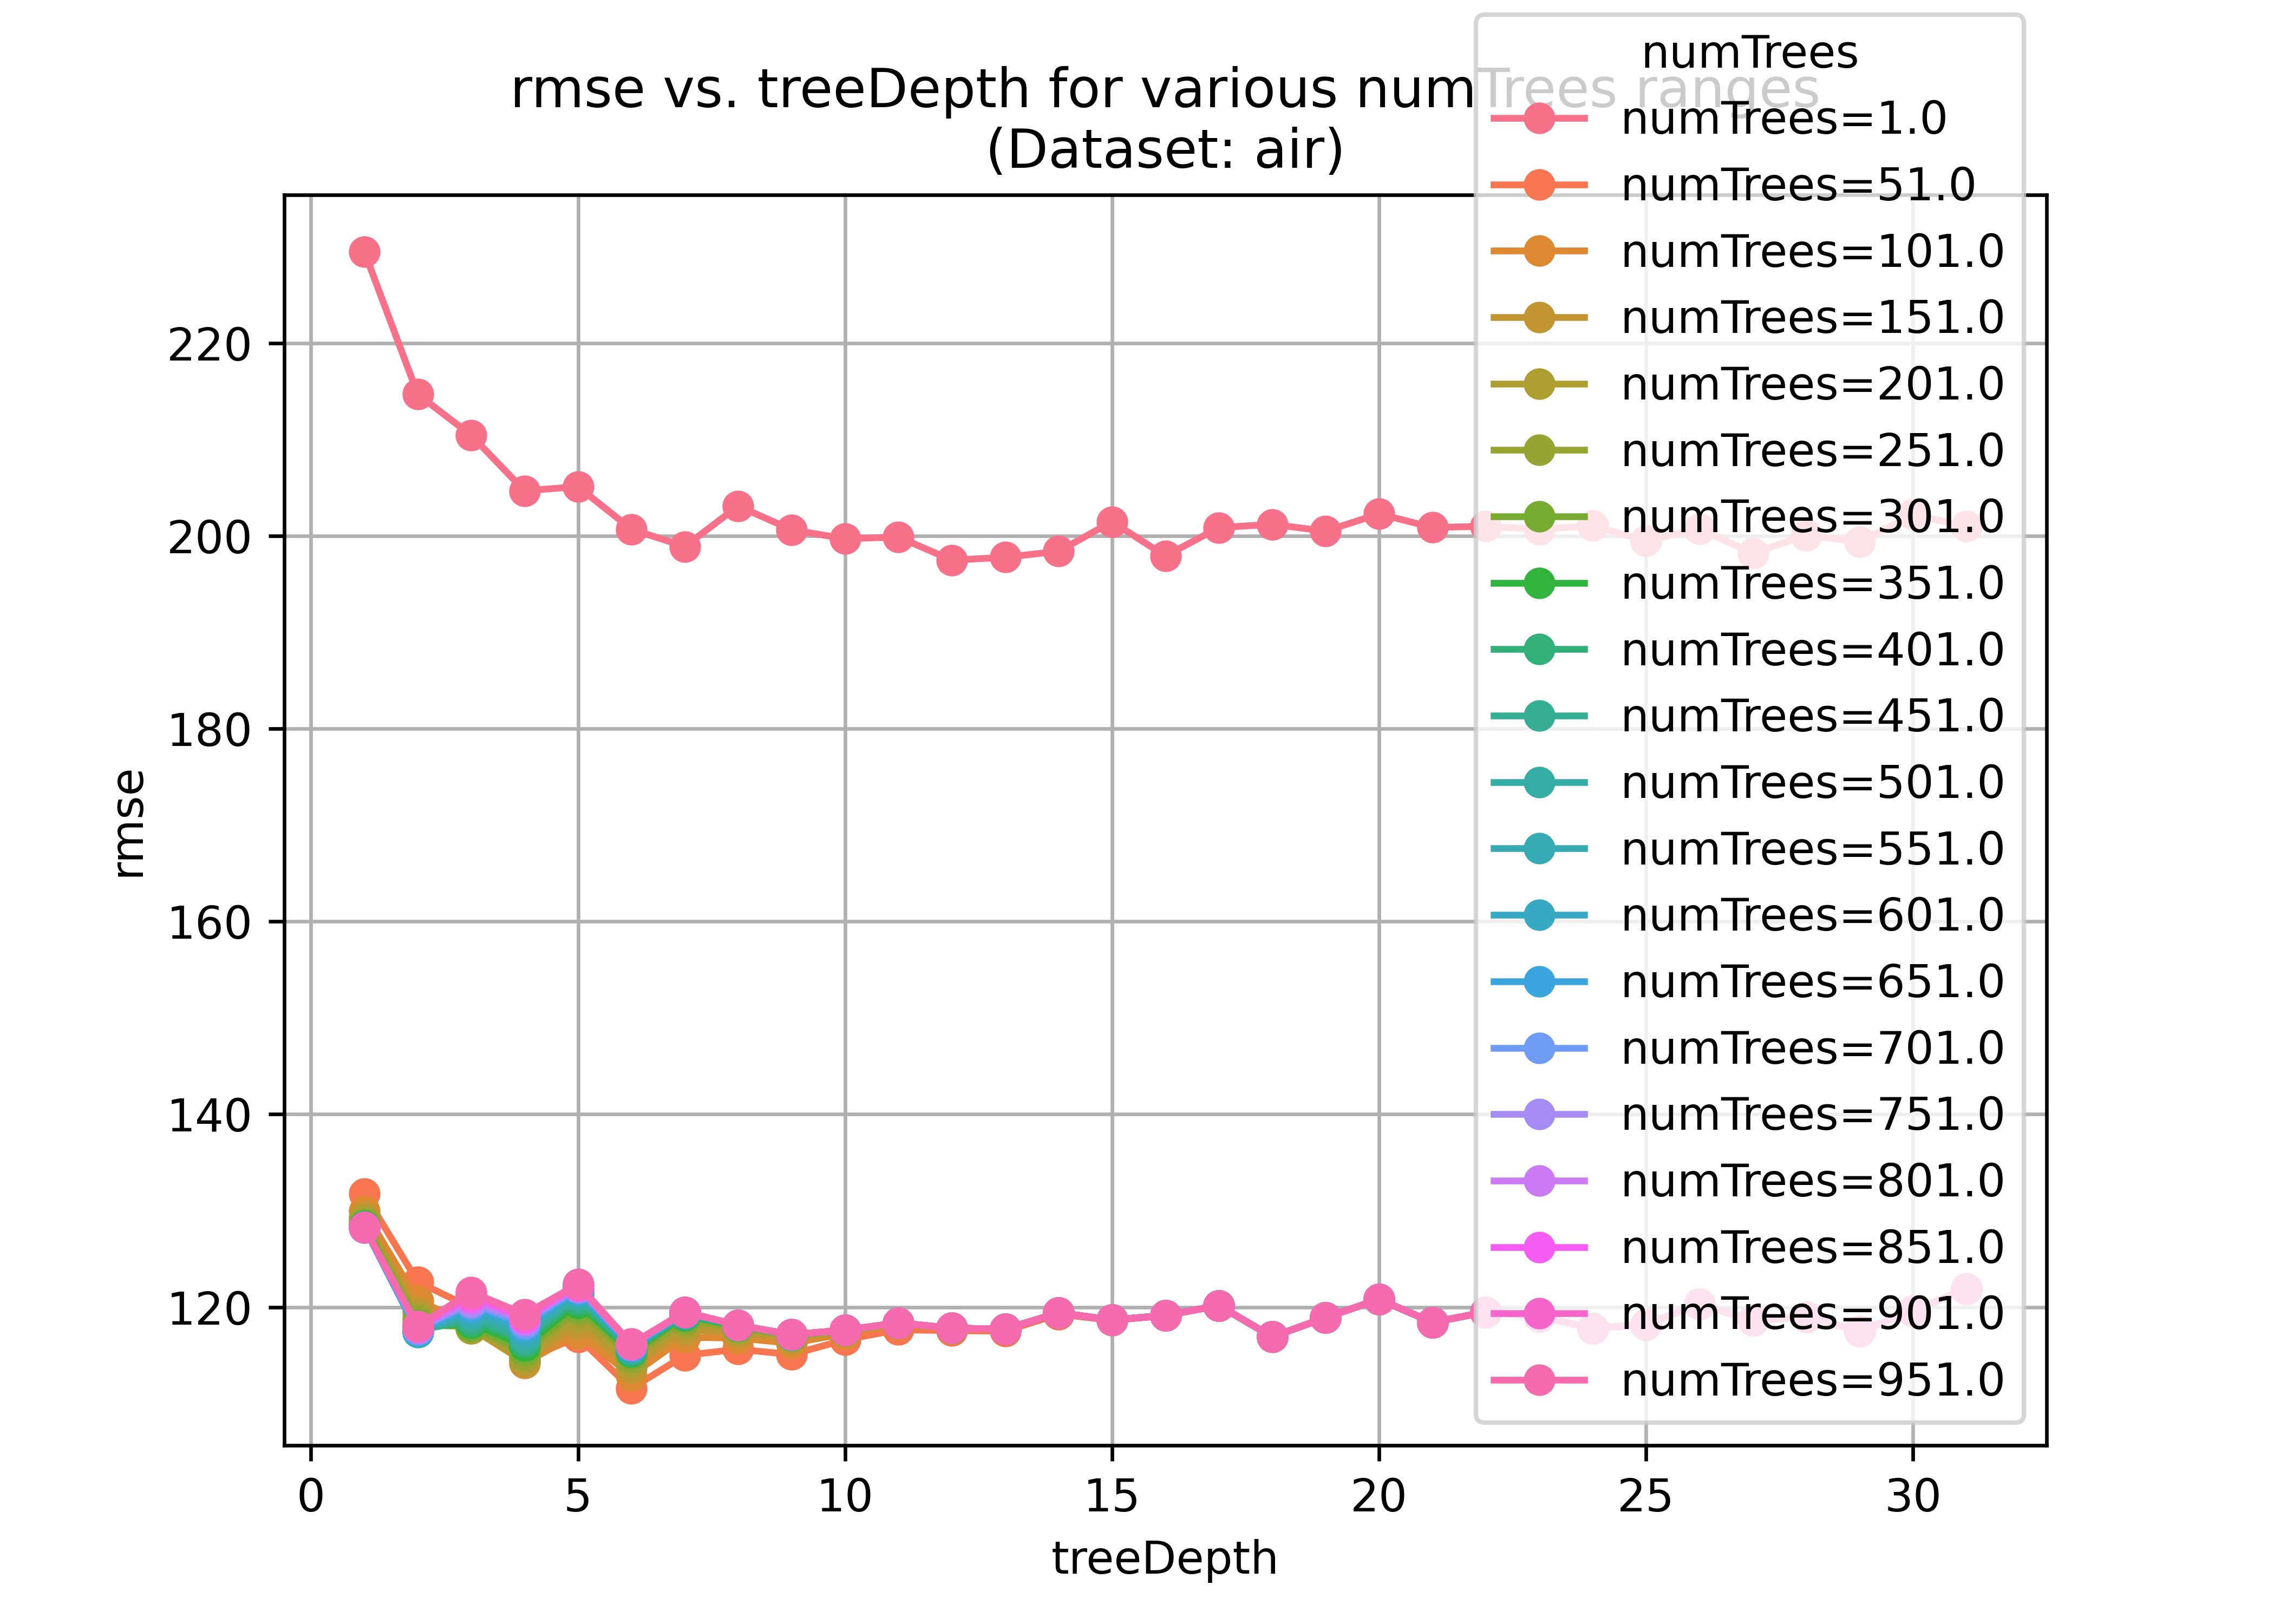 rmse vs. treeDepth for various numTrees ranges
(Dataset: air)
numTrees
numTrees=1.0
numTrees=51.0
numTrees=101.0
numTrees=151.0
numTrees=201.0
numTrees=251.0
numTrees=301.0
numTrees=351.0
numTrees=401.0
numTrees=451.0
numTrees=501.0
numTrees=551.0
numTrees=601.0
numTrees=651.0
numTrees=701.0
numTrees=751.0
numTrees=801.0
numTrees=851.0
numTrees=901.0
numTrees=951.0
rmse
220
200
180
160
140
120
0 5 10 15 20 25 30
treeDepth